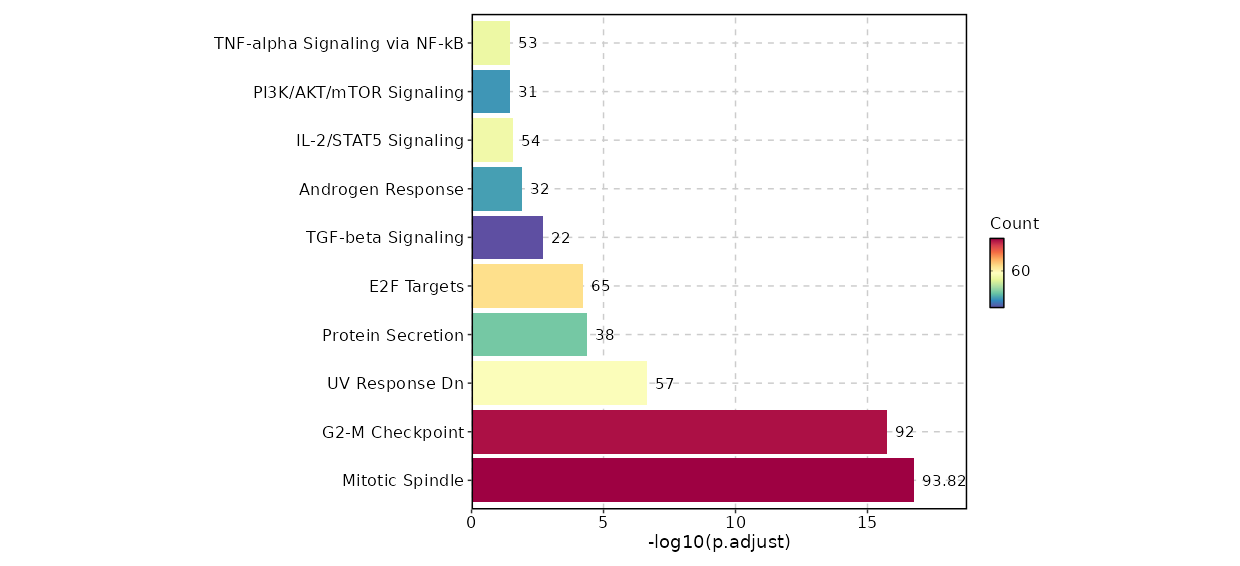 TNF-alpha Signaling via NF-kB
53
PI3K/AKT/mTOR Signaling
31
IL-2/STAT5 Signaling
54
Androgen Response
32
TGF-beta Signaling
22
E2F Targets
65
Protein Secretion
38
UV Response Dn
57
G2-M Checkpoint
92
Mitotic Spindle
93.82
0 5 10 15
-log10(p.adjust)
Count
60